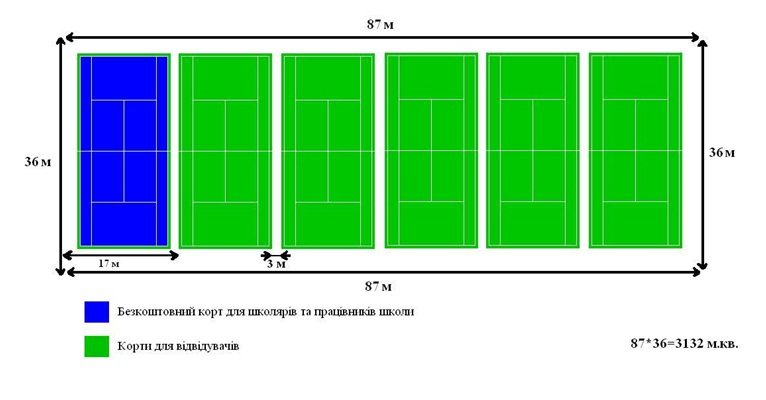 87 м
36 м
36 м
17 м
3 м
87 м
Безкоштовний корт для школярів та працівників школи
Корти для відвідувачів
87*36=3132 м.кв.